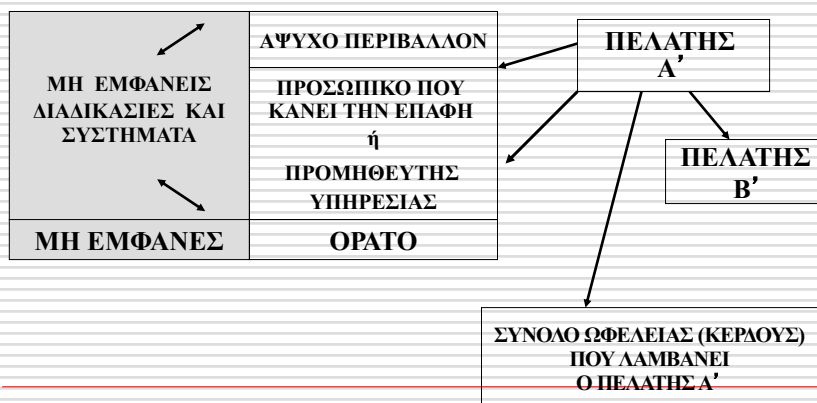 ΜΗ ΕΜΦΑΝΕΙΣ
ΔΙΑΔΙΚΑΣΙΕΣ ΚΑΙ
ΣΥΣΤΗΜΑΤΑ
ΜΗ ΕΜΦΑΝΕΣ
ΑΨΥΧΟ ΠΕΡΙΒΑΛΛΟΝ
ΠΡΟΣΩΠΙΚΟ ΠΟΥ
ΚΑΝΕΙ ΤΗΝ ΕΠΑΦΗ
ή
ΠΡΟΜΗΘΕΥΤΗΣ
ΥΠΗΡΕΣΙΑΣ
ΟΡΑΤΟ
ΠΕΛΑΤΗΣ
Α’
ΠΕΛΑΤΗΣ
Β’
ΣΥΝΟΛΟ ΩΦΕΛΕΙΑΣ (ΚΕΡΔΟΥΣ)
ΠΟΥ ΛΑΜΒΑΝΕΙ
Ο ΠΕΛΑΤΗΣ Α’